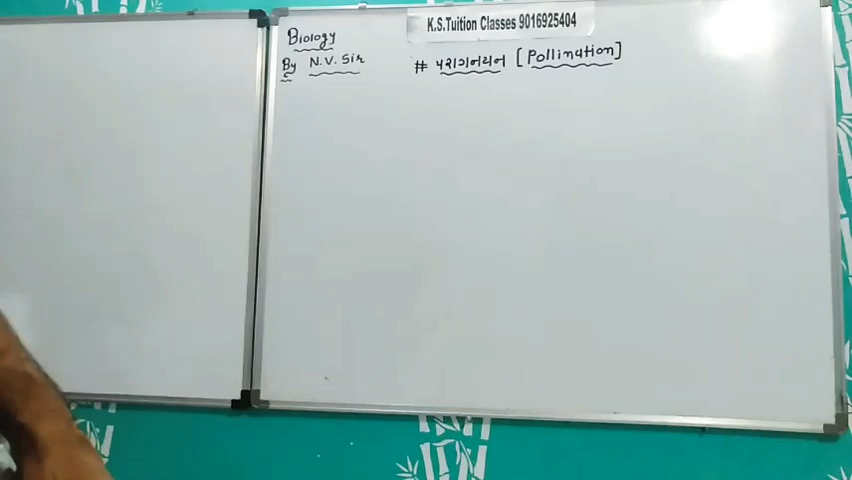 K.S.Tuition Classes 9016925404
Biology
By N.V. Sir
# પરાગનયન [Pollination]